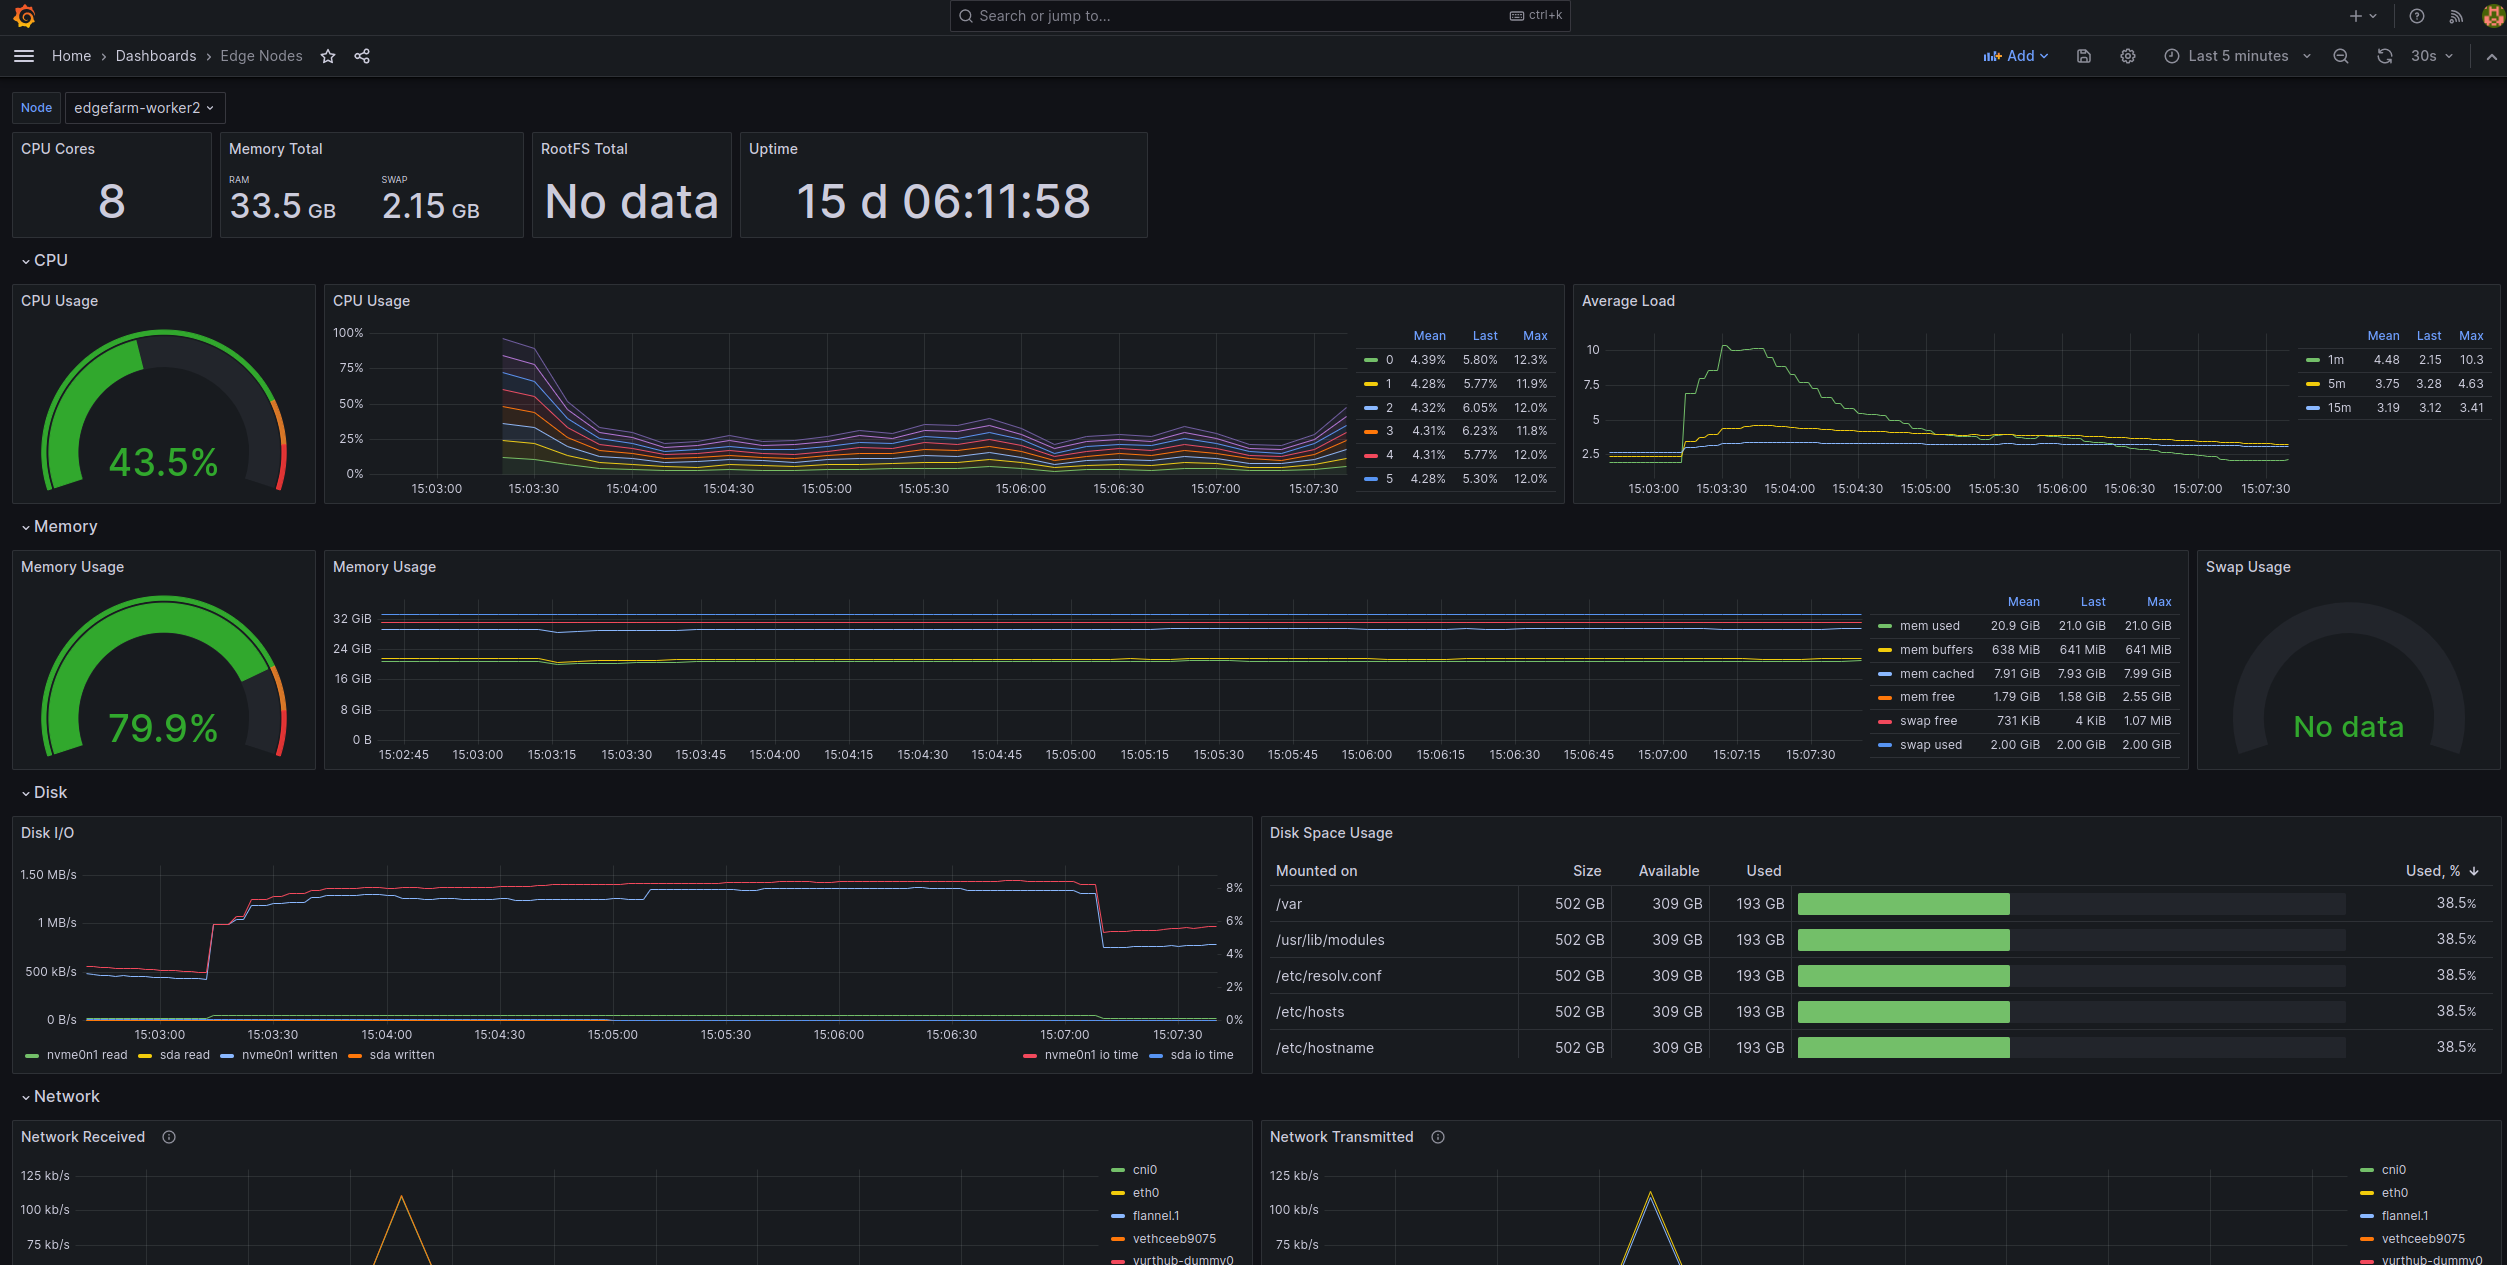 Search or jump to... ctrl+k
Home › Dashboards › Edge Nodes
Add
Last 5 minutes
30s
Node edgefarm-worker2
CPU Cores
8
Memory Total
RAM SWAP
33.5 GB 2.15 GB
RootFS Total
No data
Uptime
15 d 06:11:58
CPU
CPU Usage
43.5%
CPU Usage
100%
75%
50%
25%
0%
15:03:00 15:03:30 15:04:00 15:04:30 15:05:00 15:05:30 15:06:00 15:06:30 15:07:00 15:07:30
Mean Last Max
0 4.39% 5.80% 12.3%
1 4.28% 5.77% 11.9%
2 4.32% 6.05% 12.0%
3 4.31% 6.23% 11.8%
4 4.31% 5.77% 12.0%
5 4.28% 5.30% 12.0%
Average Load
10
7.5
5
2.5
15:03:00 15:03:30 15:04:00 15:04:30 15:05:00 15:05:30 15:06:00 15:06:30 15:07:00 15:07:30
Mean Last Max
1m 4.48 2.15 10.3
5m 3.75 3.28 4.63
15m 3.19 3.12 3.41
Memory
Memory Usage
79.9%
Memory Usage
32 GiB
24 GiB
16 GiB
8 GiB
0 B
15:02:45 15:03:00 15:03:15 15:03:30 15:03:45 15:04:00 15:04:15 15:04:30 15:04:45 15:05:00 15:05:15 15:05:30 15:05:45 15:06:00 15:06:15 15:06:30 15:06:45 15:07:00 15:07:15 15:07:30
Mean Last Max
mem used 20.9 GiB 21.0 GiB 21.0 GiB
mem buffers 638 MiB 641 MiB 641 MiB
mem cached 7.91 GiB 7.93 GiB 7.99 GiB
mem free 1.79 GiB 1.58 GiB 2.55 GiB
swap free 731 KiB 4 KiB 1.07 MiB
swap used 2.00 GiB 2.00 GiB 2.00 GiB
Swap Usage
No data
Disk
Disk I/O
1.50 MB/s
1 MB/s
500 kB/s
0 B/s
8%
6%
4%
2%
0%
15:03:00 15:03:30 15:04:00 15:04:30 15:05:00 15:05:30 15:06:00 15:06:30 15:07:00 15:07:30
nvme0n1 read sda read nvme0n1 written sda written nvme0n1 io time sda io time
Disk Space Usage
Mounted on Size Available Used Used, %
/var 502 GB 309 GB 193 GB 38.5%
/usr/lib/modules 502 GB 309 GB 193 GB 38.5%
/etc/resolv.conf 502 GB 309 GB 193 GB 38.5%
/etc/hosts 502 GB 309 GB 193 GB 38.5%
/etc/hostname 502 GB 309 GB 193 GB 38.5%
Network
Network Received
125 kb/s
100 kb/s
75 kb/s
cni0
eth0
flannel.1
vethceeb9075
yurthub-dummy0
Network Transmitted
125 kb/s
100 kb/s
75 kb/s
cni0
eth0
flannel.1
vethceeb9075
yurthub-dummy0